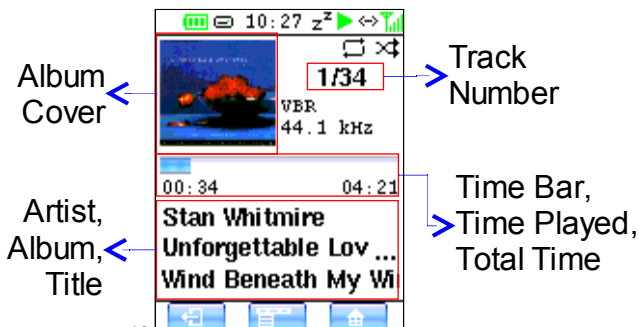 10:27 zᶻ
Album
Cover
1/34
VBR
44.1 kHz
Track
Number
00:34 04:21
Artist,
Album,
Title
Stan Whitmire
Unforgettable Lov ...
Wind Beneath My Wi
Time Bar,
Time Played,
Total Time